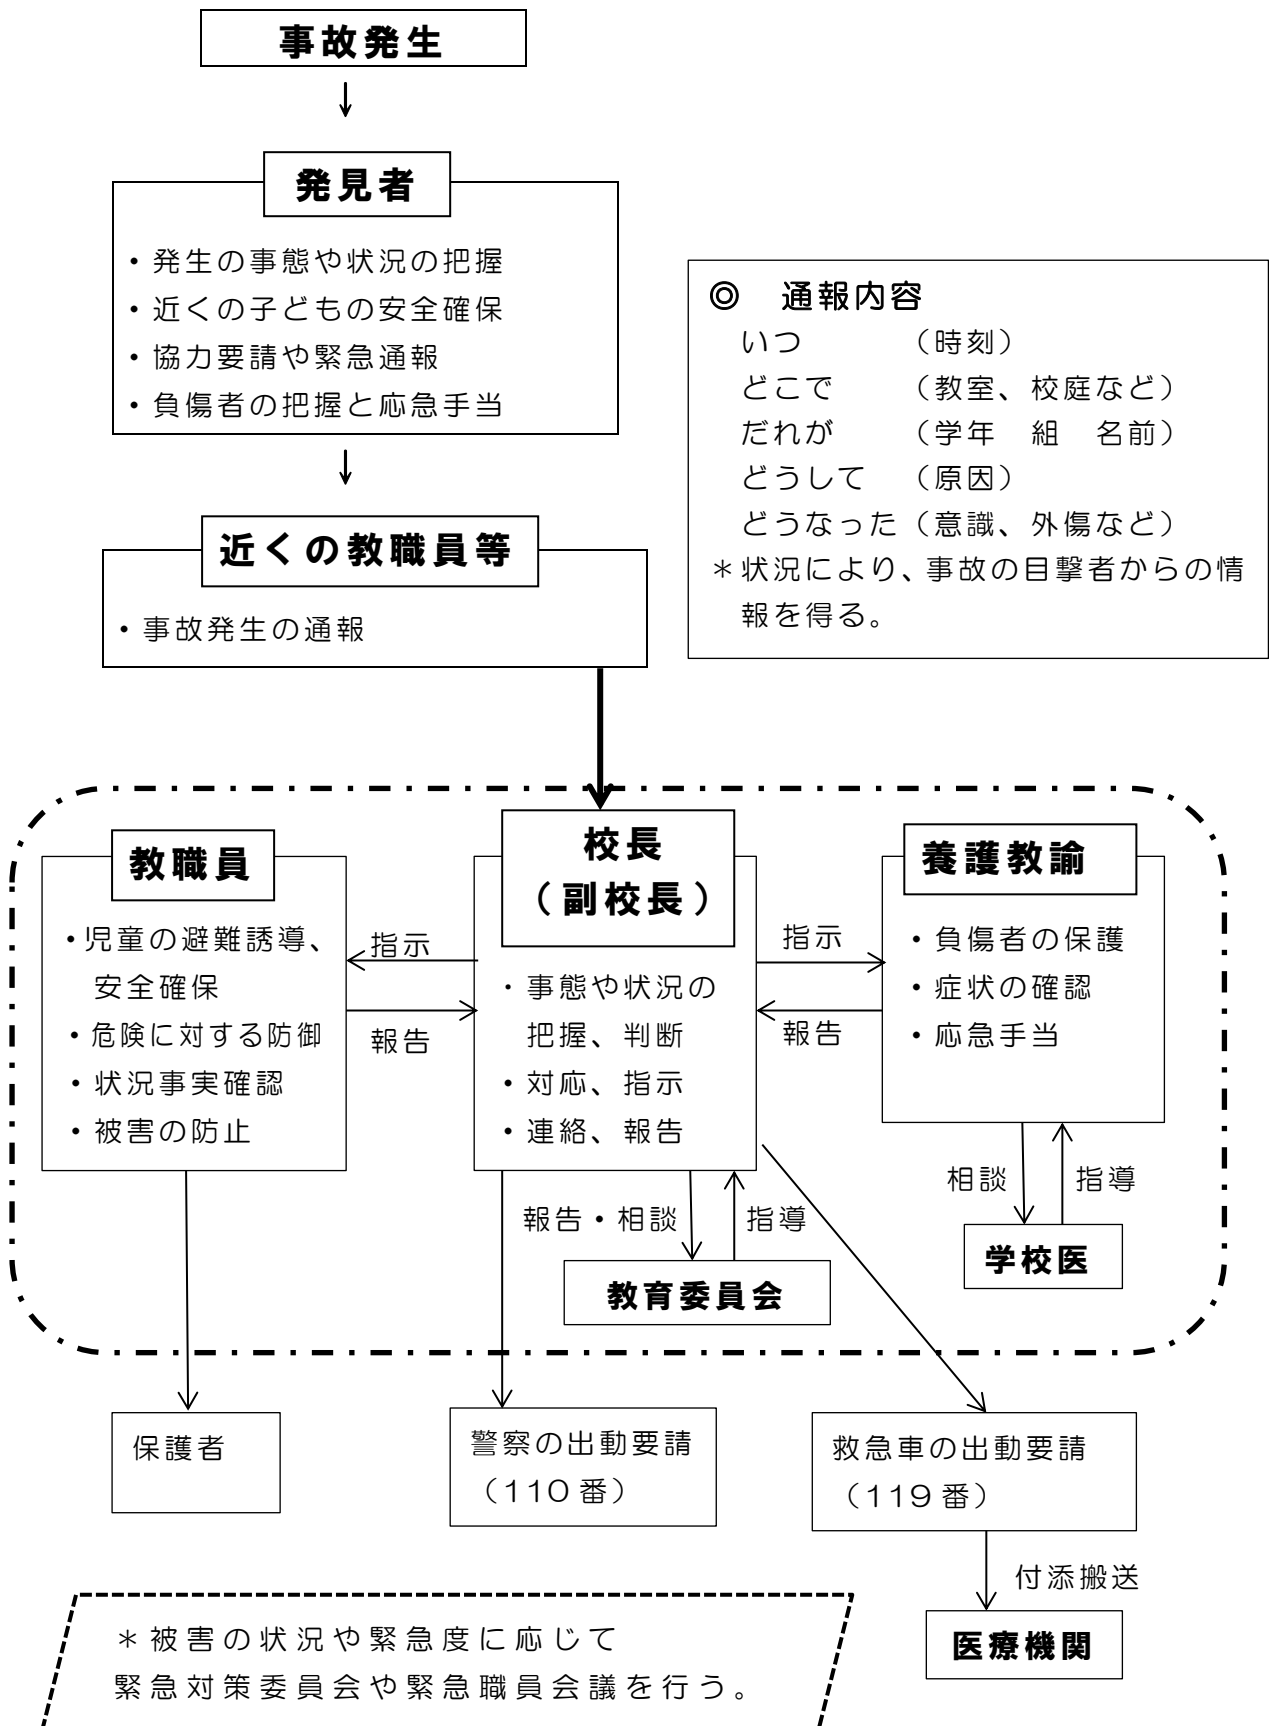 事故発生
発見者
・発生の事態や状況の把握
・近くの子どもの安全確保
・協力要請や緊急通報
・負傷者の把握と応急手当
◎　通報内容
いつ　　　（時刻）
どこで　　（教室、校庭など）
だれが　　（学年　組　名前）
どうして　（原因）
どうなった（意識、外傷など）
＊状況により、事故の目撃者からの情
報を得る。
近くの教職員等
・事故発生の通報
教職員
・児童の避難誘導、
安全確保
・危険に対する防御
・状況事実確認
・被害の防止
指示
報告
校長
（副校長）
・事態や状況の
把握、判断
・対応、指示
・連絡、報告
指示
報告
養護教諭
・負傷者の保護
・症状の確認
・応急手当
報告・相談
指導
教育委員会
相談
指導
学校医
保護者
警察の出動要請
（110番）
救急車の出動要請
（119番）
付添搬送
医療機関
＊被害の状況や緊急度に応じて
緊急対策委員会や緊急職員会議を行う。